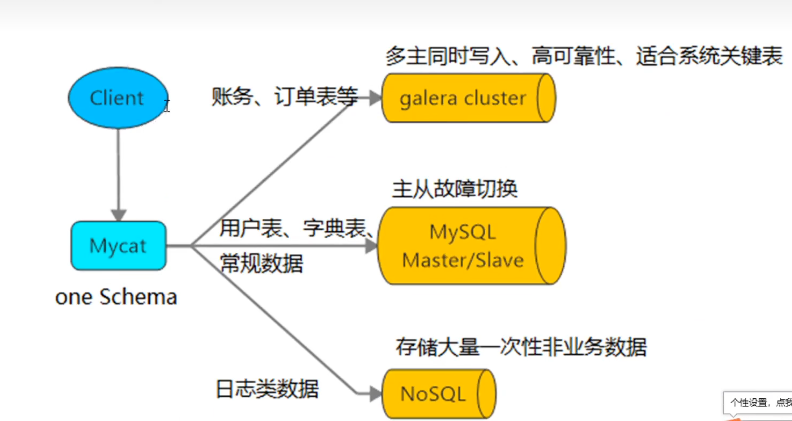 多主同时写入、高可靠性、适合系统关键表
Client
账务、订单表等
galera cluster
主从故障切换
用户表、字典表、
常规数据
MySQL
Master/Slave
Mycat
one Schema
存储大量一次性非业务数据
日志类数据
NoSQL
个性设置，点我